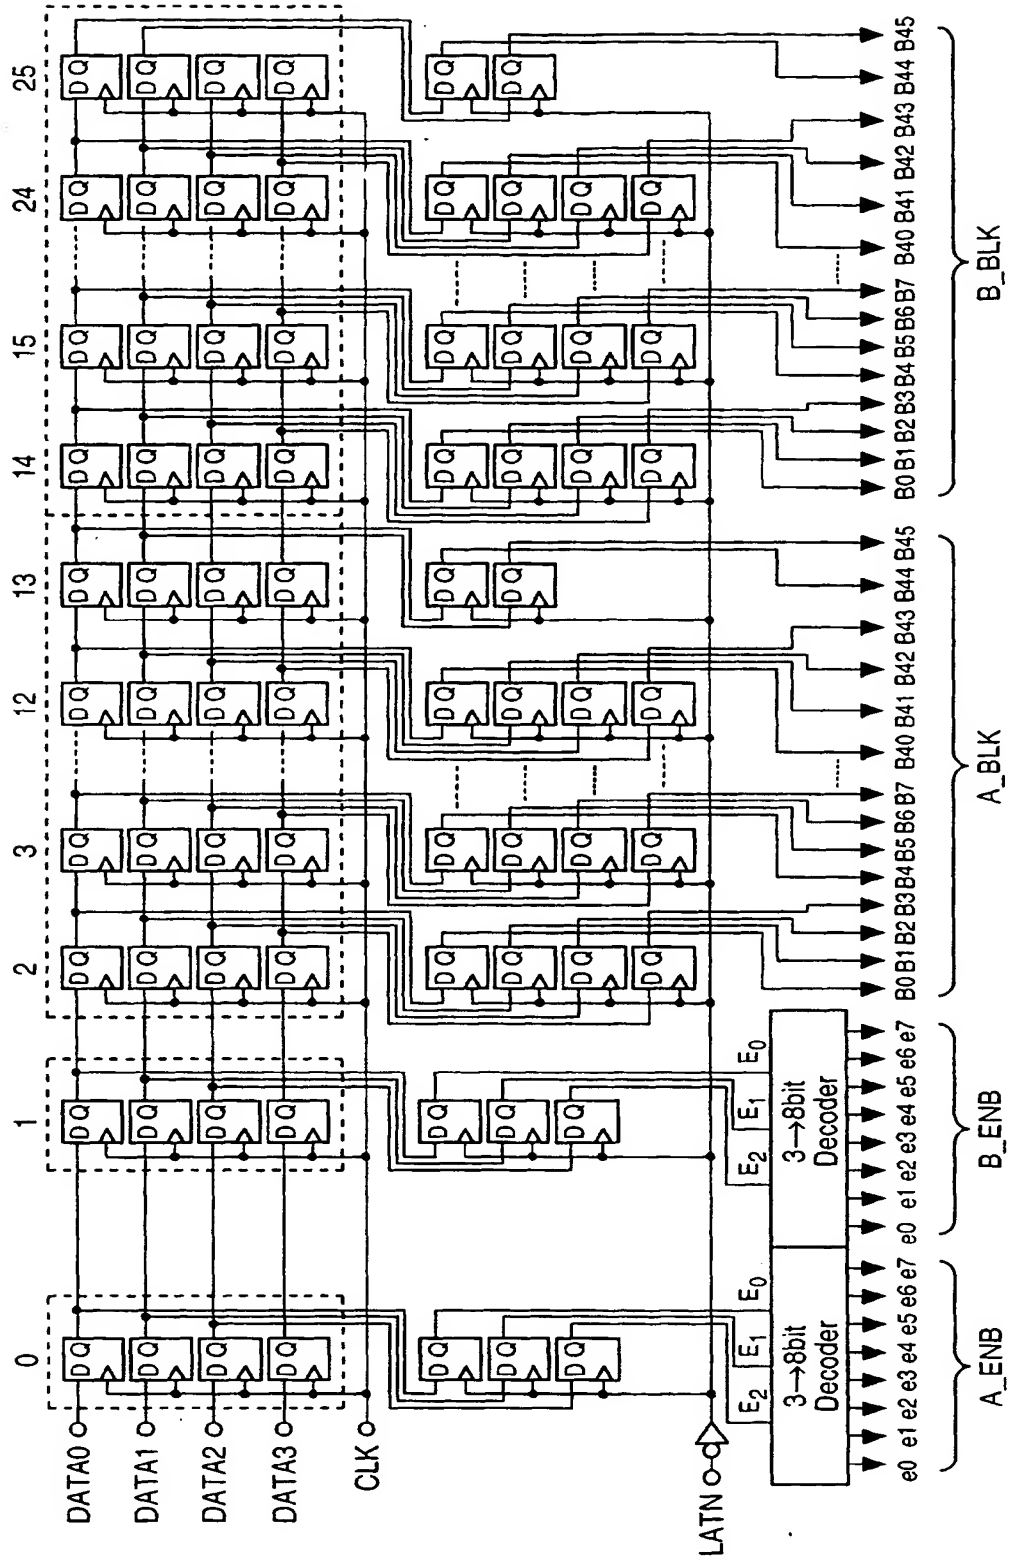 0 1 2 3 12 13 14 15 24 25
DATA0 D Q D Q D Q D Q D Q D Q D Q D Q D Q D Q
DATA1 D Q D Q D Q D Q D Q D Q D Q D Q D Q D Q
DATA2 D Q D Q D Q D Q D Q D Q D Q D Q D Q D Q
DATA3 D Q D Q D Q D Q D Q D Q D Q D Q D Q D Q
CLK
D Q D Q D Q D Q D Q D Q D Q D Q D Q D Q
D Q D Q D Q D Q D Q D Q D Q D Q D Q D Q
D Q D Q D Q D Q D Q D Q D Q D Q
D Q D Q D Q D Q D Q D Q
LATN
E2 E1 E0 E2 E1 E0
3→8bit 3→8bit
Decoder Decoder
e0 e1 e2 e3 e4 e5 e6 e7 e0 e1 e2 e3 e4 e5 e6 e7 B0 B1 B2 B3 B4 B5 B6 B7 B40 B41 B42 B43 B44 B45 B0 B1 B2 B3 B4 B5 B6 B7 B40 B41 B42 B43 B44 B45
A_ENB B_ENB A_BLK B_BLK